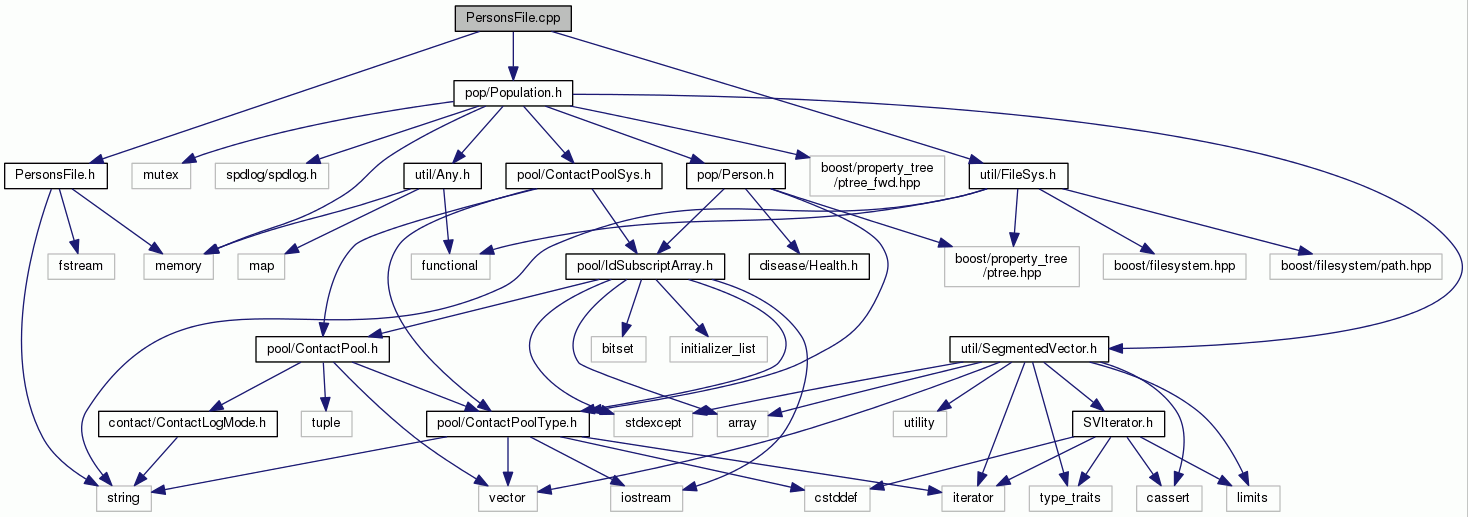 PersonsFile.cpp
pop/Population.h
PersonsFile.h
mutex
spdlog/spdlog.h
util/Any.h
pool/ContactPoolSys.h
pop/Person.h
boost/property_tree
/ptree_fwd.hpp
util/FileSys.h
fstream
memory
map
functional
pool/IdSubscriptArray.h
disease/Health.h
boost/property_tree
/ptree.hpp
boost/filesystem.hpp
boost/filesystem/path.hpp
pool/ContactPool.h
bitset
initializer_list
util/SegmentedVector.h
contact/ContactLogMode.h
tuple
pool/ContactPoolType.h
stdexcept
array
utility
SVIterator.h
string
vector
iostream
cstddef
iterator
type_traits
cassert
limits